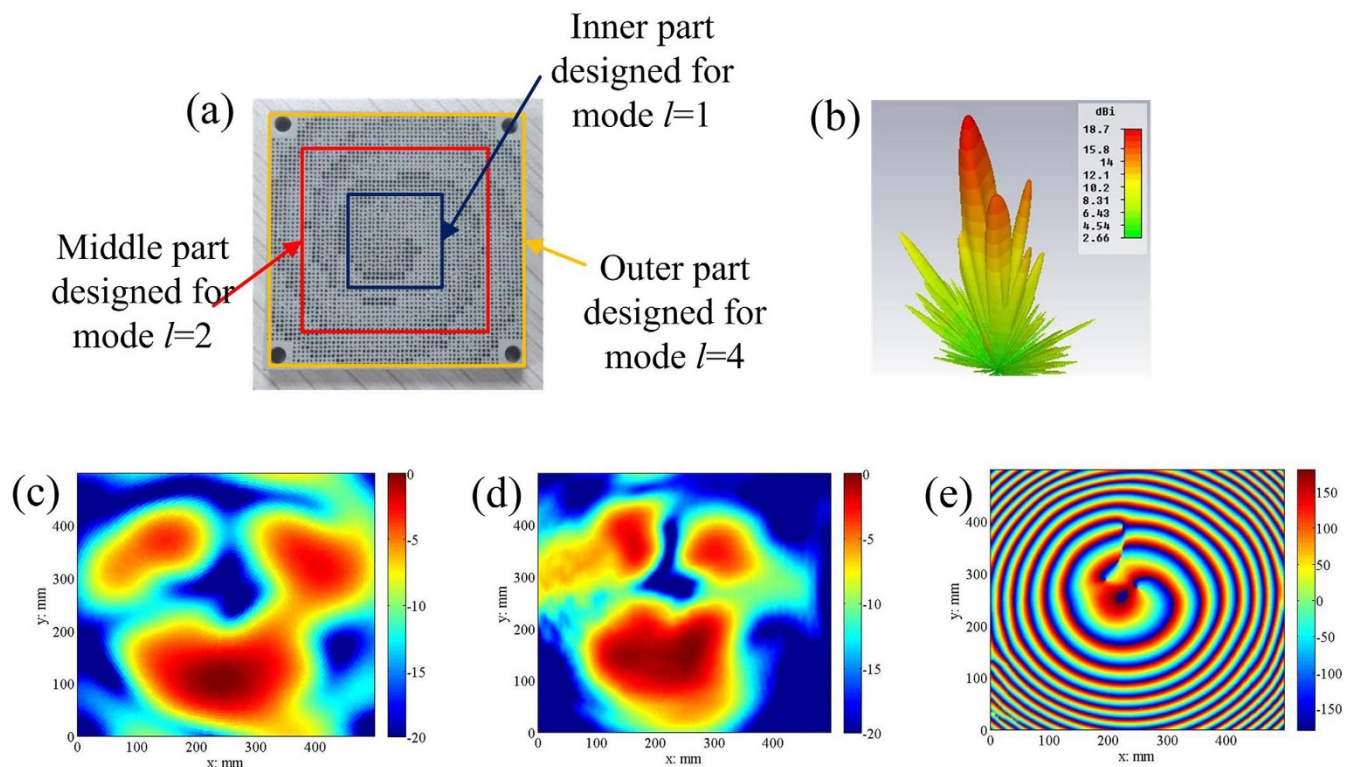 Inner part
designed for
mode l=1
(a)
Middle part
designed for
mode l=2
Outer part
designed for
mode l=4
(b)
dBi
18.7
15.8
14
12.1
10.2
8.31
6.43
4.54
2.66
(c)
y: mm
400
300
200
100
0
0 100 200 300 400
x: mm
0
-5
-10
-15
-20
(d)
y: mm
400
300
200
100
0
0 100 200 300 400
x: mm
0
-5
-10
-15
-20
(e)
y: mm
400
300
200
100
0
0 100 200 300 400
x: mm
150
100
50
0
-50
-100
-150